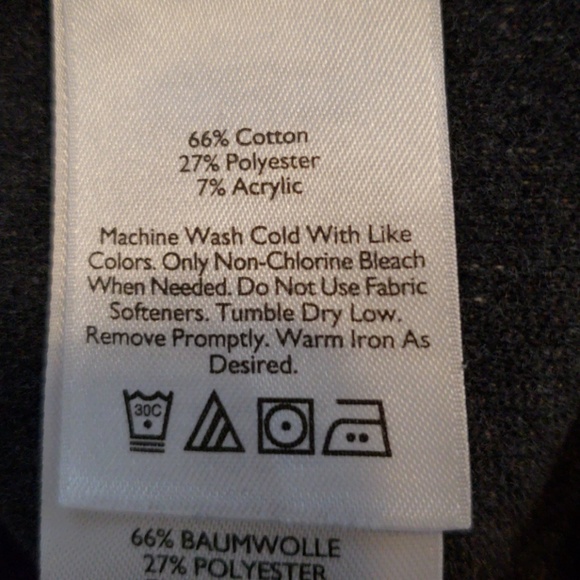 66% Cotton
27% Polyester
7% Acrylic
Machine Wash Cold With Like
Colors. Only Non-Chlorine Bleach
When Needed. Do Not Use Fabric
Softeners. Tumble Dry Low.
Remove Promptly. Warm Iron As
Desired.
30C
66% BAUMWOLLE
27% POLYESTER